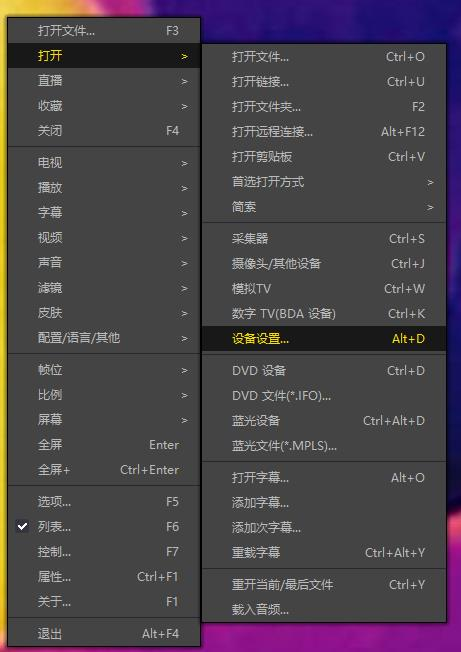 打开文件... F3
打开 >
直播 >
收藏 >
关闭 F4
电视 >
播放 >
字幕 >
视频 >
声音 >
滤镜 >
皮肤 >
配置/语言/其他 >
帧位 >
比例 >
屏幕 >
全屏 Enter
全屏+ Ctrl+Enter
选项... F5
列表... F6
控制... F7
属性... Ctrl+F1
关于... F1
退出 Alt+F4
打开文件... Ctrl+O
打开链接... Ctrl+U
打开文件夹... F2
打开远程连接... Alt+F12
打开剪贴板 Ctrl+V
首选打开方式 >
简索 >
采集器 Ctrl+S
摄像头/其他设备 Ctrl+J
模拟TV Ctrl+W
数字 TV(BDA 设备) Ctrl+K
设备设置... Alt+D
DVD 设备 Ctrl+D
DVD 文件(*.IFO)...
蓝光设备 Ctrl+Alt+D
蓝光文件(*.MPLS)...
打开字幕... Alt+O
添加字幕...
添加次字幕...
重载字幕 Ctrl+Alt+Y
重开当前/最后文件 Ctrl+Y
载入音频...